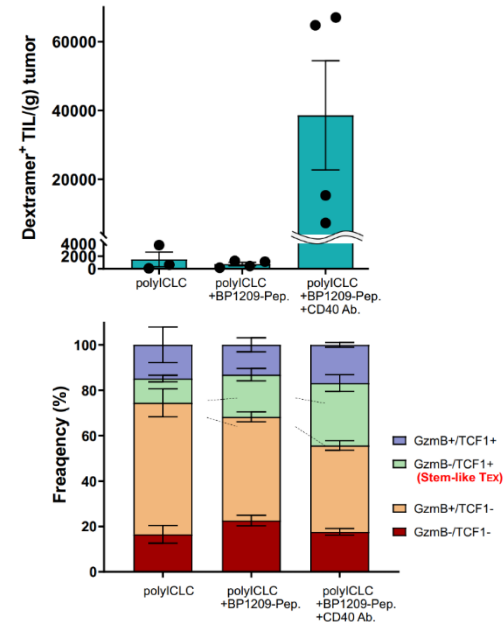 Dextramer+ TIL/(g) tumor
60000
40000
20000
4000
2000
0
polyICLC
polyICLC
+BP1209-Pep.
polyICLC
+BP1209-Pep.
+CD40 Ab.
Freaqency (%)
100
80
60
40
20
0
polyICLC
polyICLC
+BP1209-Pep.
polyICLC
+BP1209-Pep.
+CD40 Ab.
GzmB+/TCF1+
GzmB-/TCF1+
(Stem-like TEX)
GzmB+/TCF1-
GzmB-/TCF1-